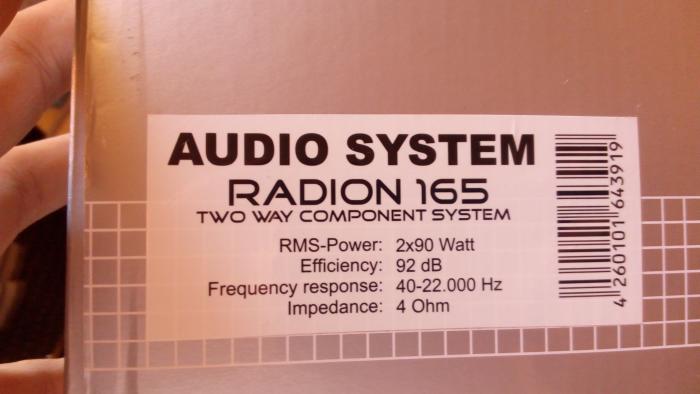 AUDIO SYSTEM
RADION 165
TWO WAY COMPONENT SYSTEM
RMS-Power: 2x90 Watt
Efficiency: 92 dB
Frequency response: 40-22.000 Hz
Impedance: 4 Ohm
4 260101 643919